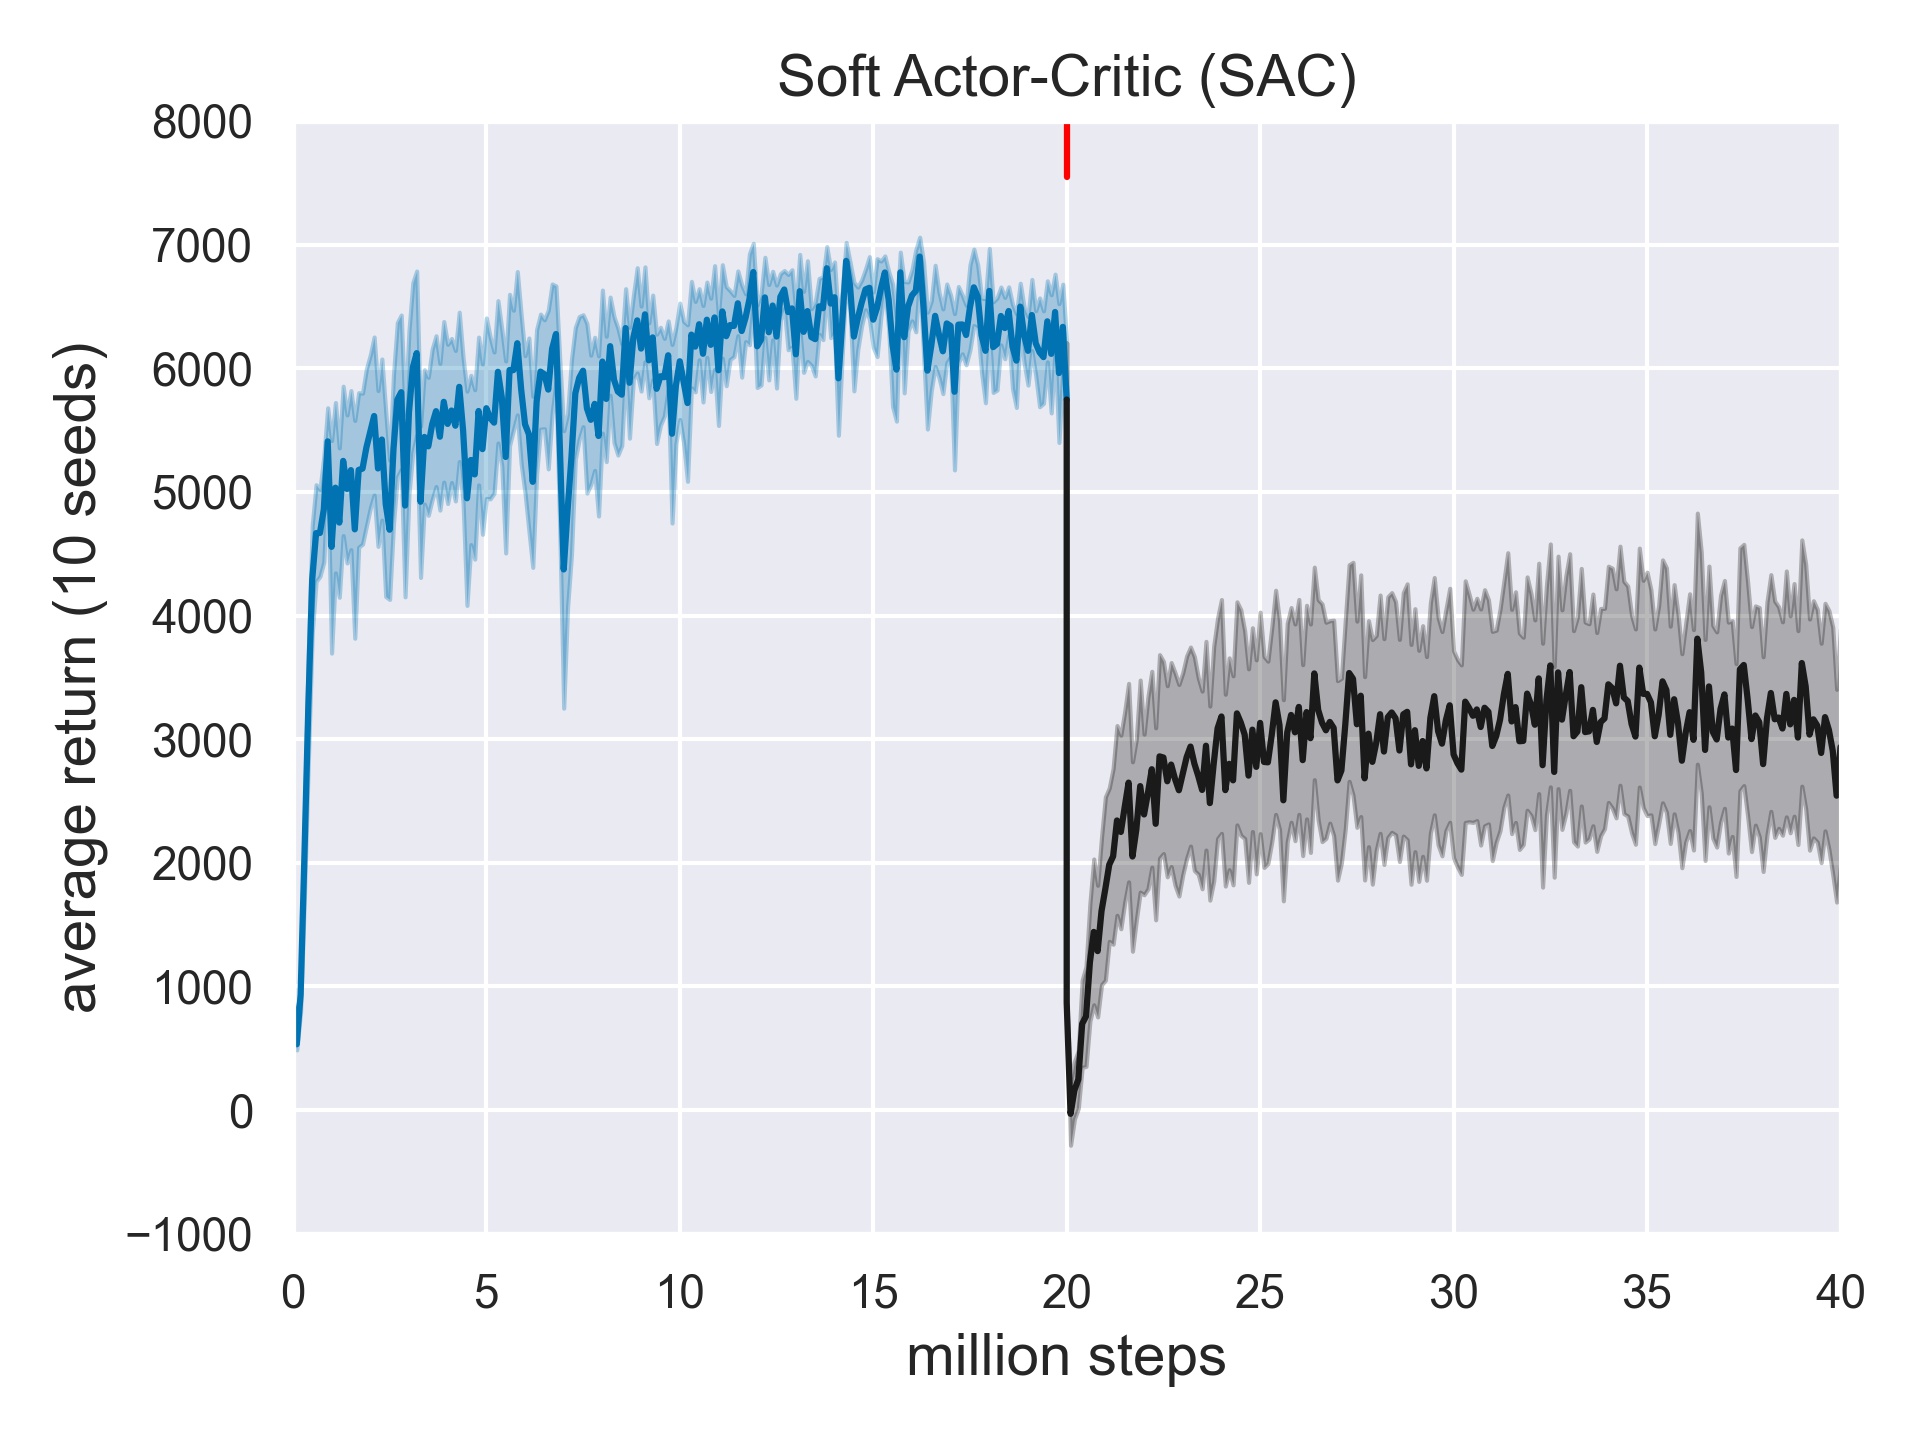 Soft Actor-Critic (SAC)
8000
7000
6000
5000
4000
3000
2000
1000
0
−1000
average return (10 seeds)
0 5 10 15 20 25 30 35 40
million steps